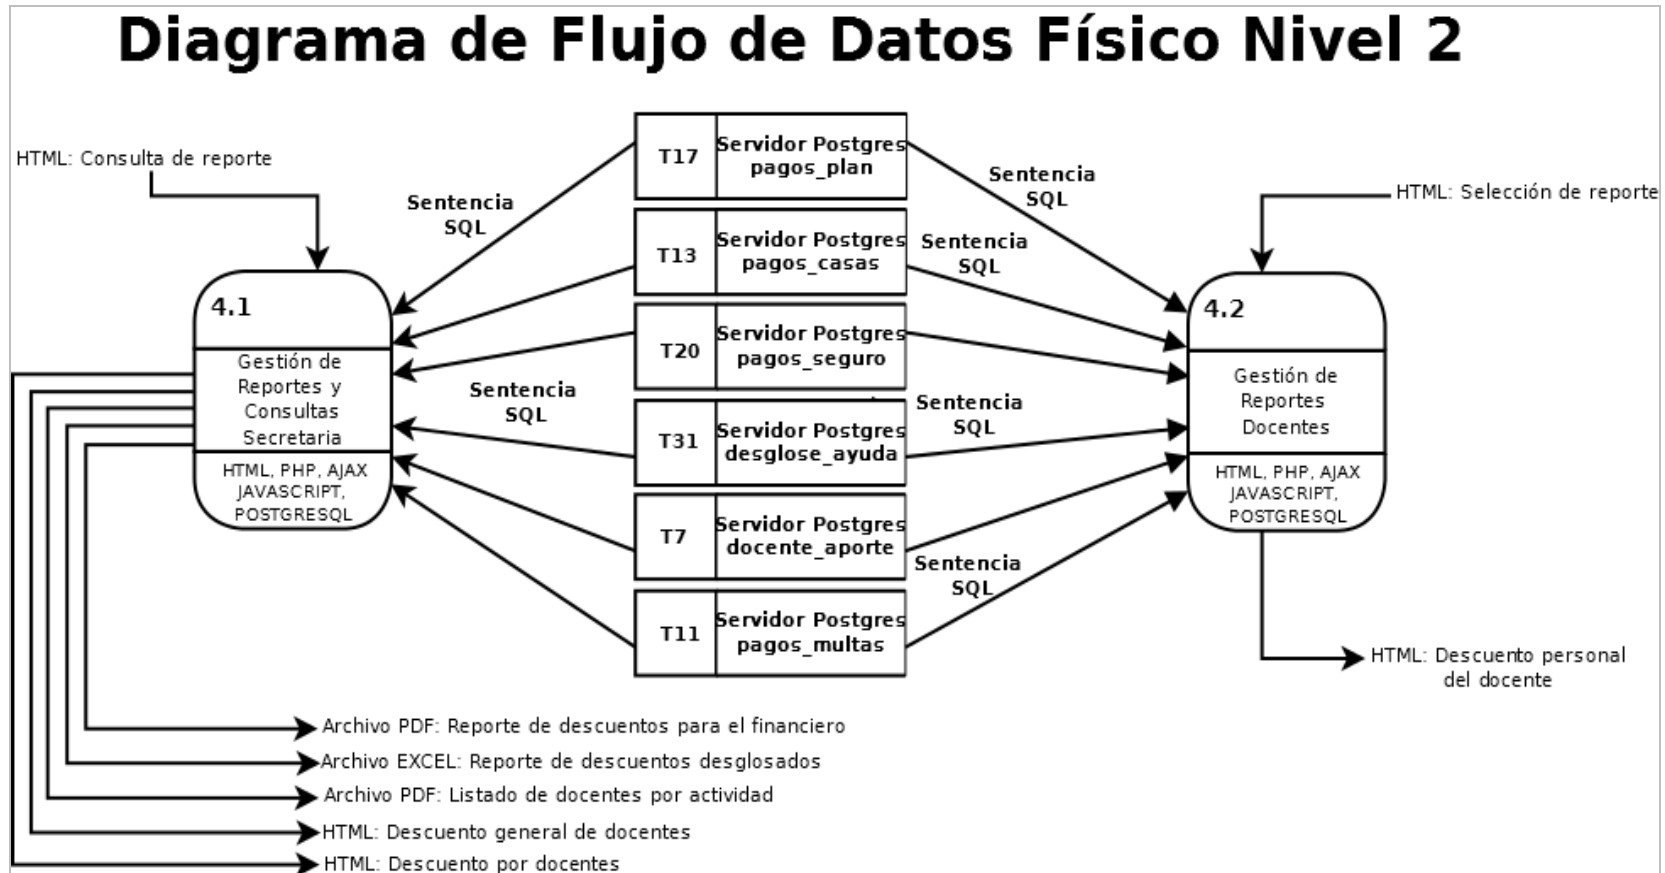 Diagrama de Flujo de Datos Físico Nivel 2
HTML: Consulta de reporte
Sentencia
SQL
T17
Servidor Postgres
pagos_plan
Sentencia
SQL
HTML: Selección de reporte
T13
Servidor Postgres
pagos_casas
Sentencia
SQL
4.1
Gestión de
Reportes y
Consultas
Secretaria
HTML, PHP, AJAX
JAVASCRIPT,
POSTGRESQL
T20
Servidor Postgres
pagos_seguro
4.2
Gestión de
Reportes
Docentes
HTML, PHP, AJAX
JAVASCRIPT,
POSTGRESQL
Sentencia
SQL
T31
Servidor Postgres
desglose_ayuda
Sentencia
SQL
T7
Servidor Postgres
docente_aporte
Sentencia
SQL
T11
Servidor Postgres
pagos_multas
HTML: Descuento personal
del docente
Archivo PDF: Reporte de descuentos para el financiero
Archivo EXCEL: Reporte de descuentos desglosados
Archivo PDF: Listado de docentes por actividad
HTML: Descuento general de docentes
HTML: Descuento por docentes